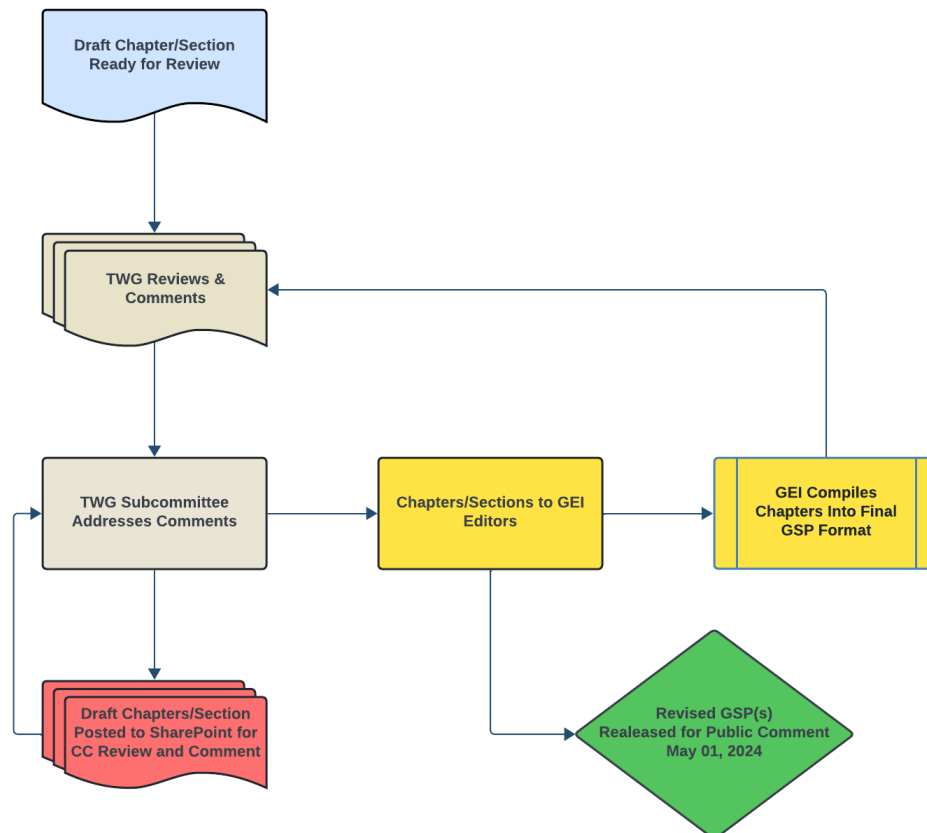 Draft Chapter/Section
Ready for Review
TWG Reviews &
Comments
TWG Subcommittee
Addresses Comments
Chapters/Sections to GEI
Editors
GEI Compiles
Chapters Into Final
GSP Format
Draft Chapters/Section
Posted to SharePoint for
CC Review and Comment
Revised GSP(s)
Realeased for Public Comment
May 01, 2024